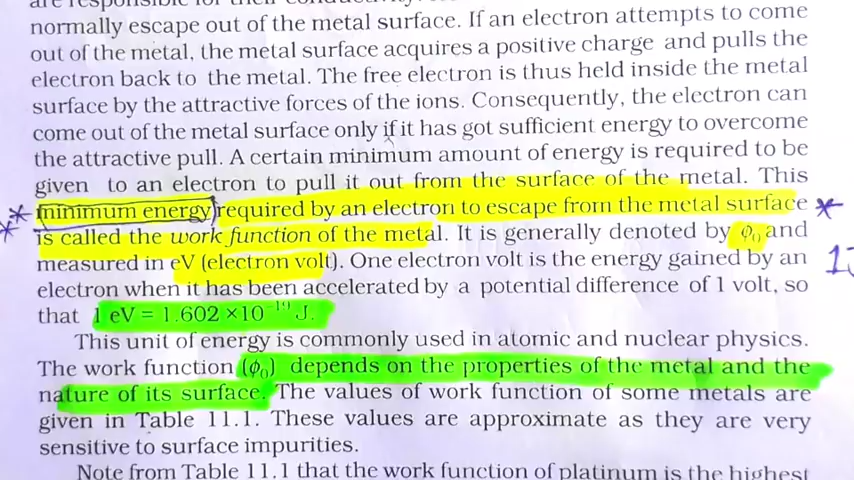 are responsible for their conductivity.
normally escape out of the metal surface. If an electron attempts to come
out of the metal, the metal surface acquires a positive charge and pulls the
electron back to the metal. The free electron is thus held inside the metal
surface by the attractive forces of the ions. Consequently, the electron can
come out of the metal surface only if it has got sufficient energy to overcome
the attractive pull. A certain minimum amount of energy is required to be
given to an electron to pull it out from the surface of the metal. This
* minimum energy required by an electron to escape from the metal surface *
* is called the work function of the metal. It is generally denoted by ϕ₀ and
measured in eV (electron volt). One electron volt is the energy gained by an
electron when it has been accelerated by a potential difference of 1 volt, so
that 1 eV = 1.602 ×10⁻¹⁹ J.
This unit of energy is commonly used in atomic and nuclear physics.
The work function (ϕ₀) depends on the properties of the metal and the
nature of its surface. The values of work function of some metals are
given in Table 11.1. These values are approximate as they are very
sensitive to surface impurities.
Note from Table 11.1 that the work function of platinum is the highest